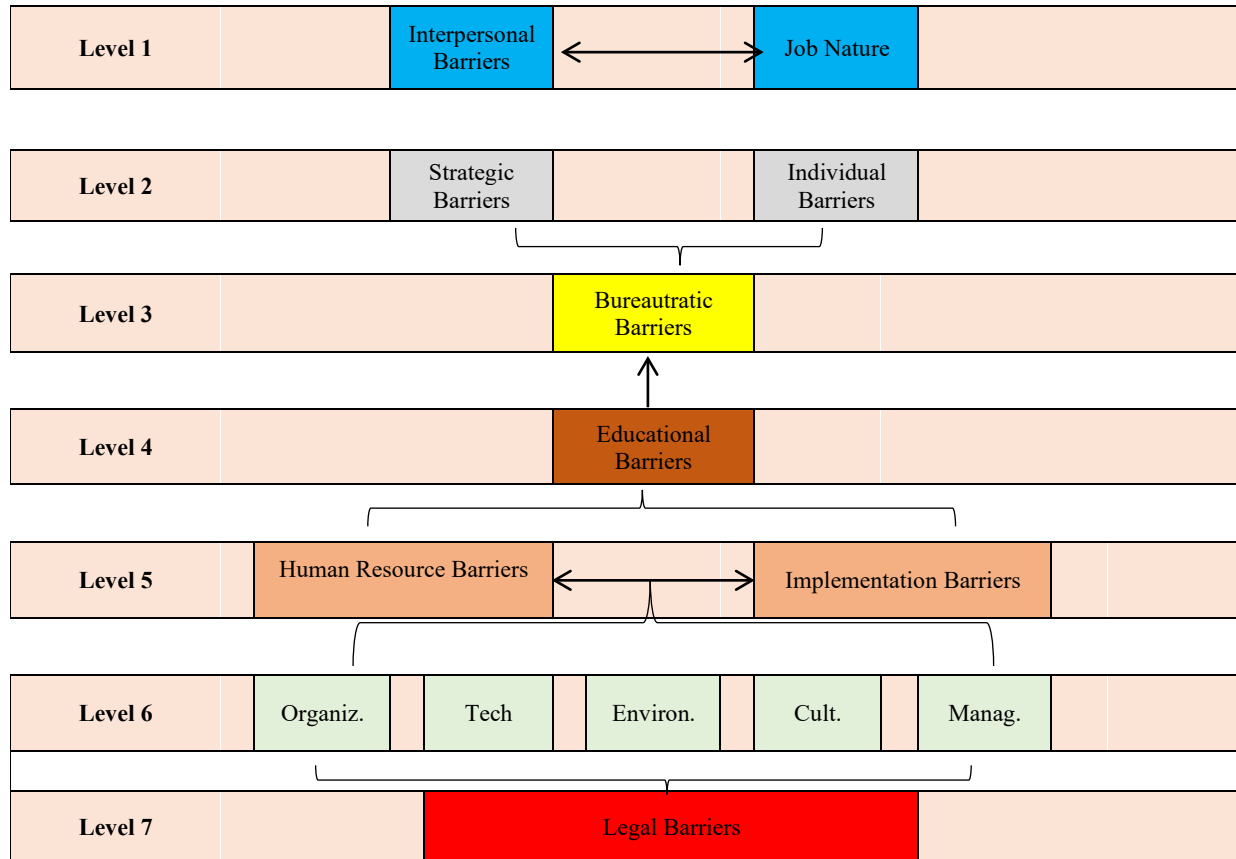 Level 1
Interpersonal
Barriers
Job Nature
Level 2
Strategic
Barriers
Individual
Barriers
Level 3
Bureautratic
Barriers
Level 4
Educational
Barriers
Level 5
Human Resource Barriers
Implementation Barriers
Level 6
Organiz.
Tech
Environ.
Cult.
Manag.
Level 7
Legal Barriers